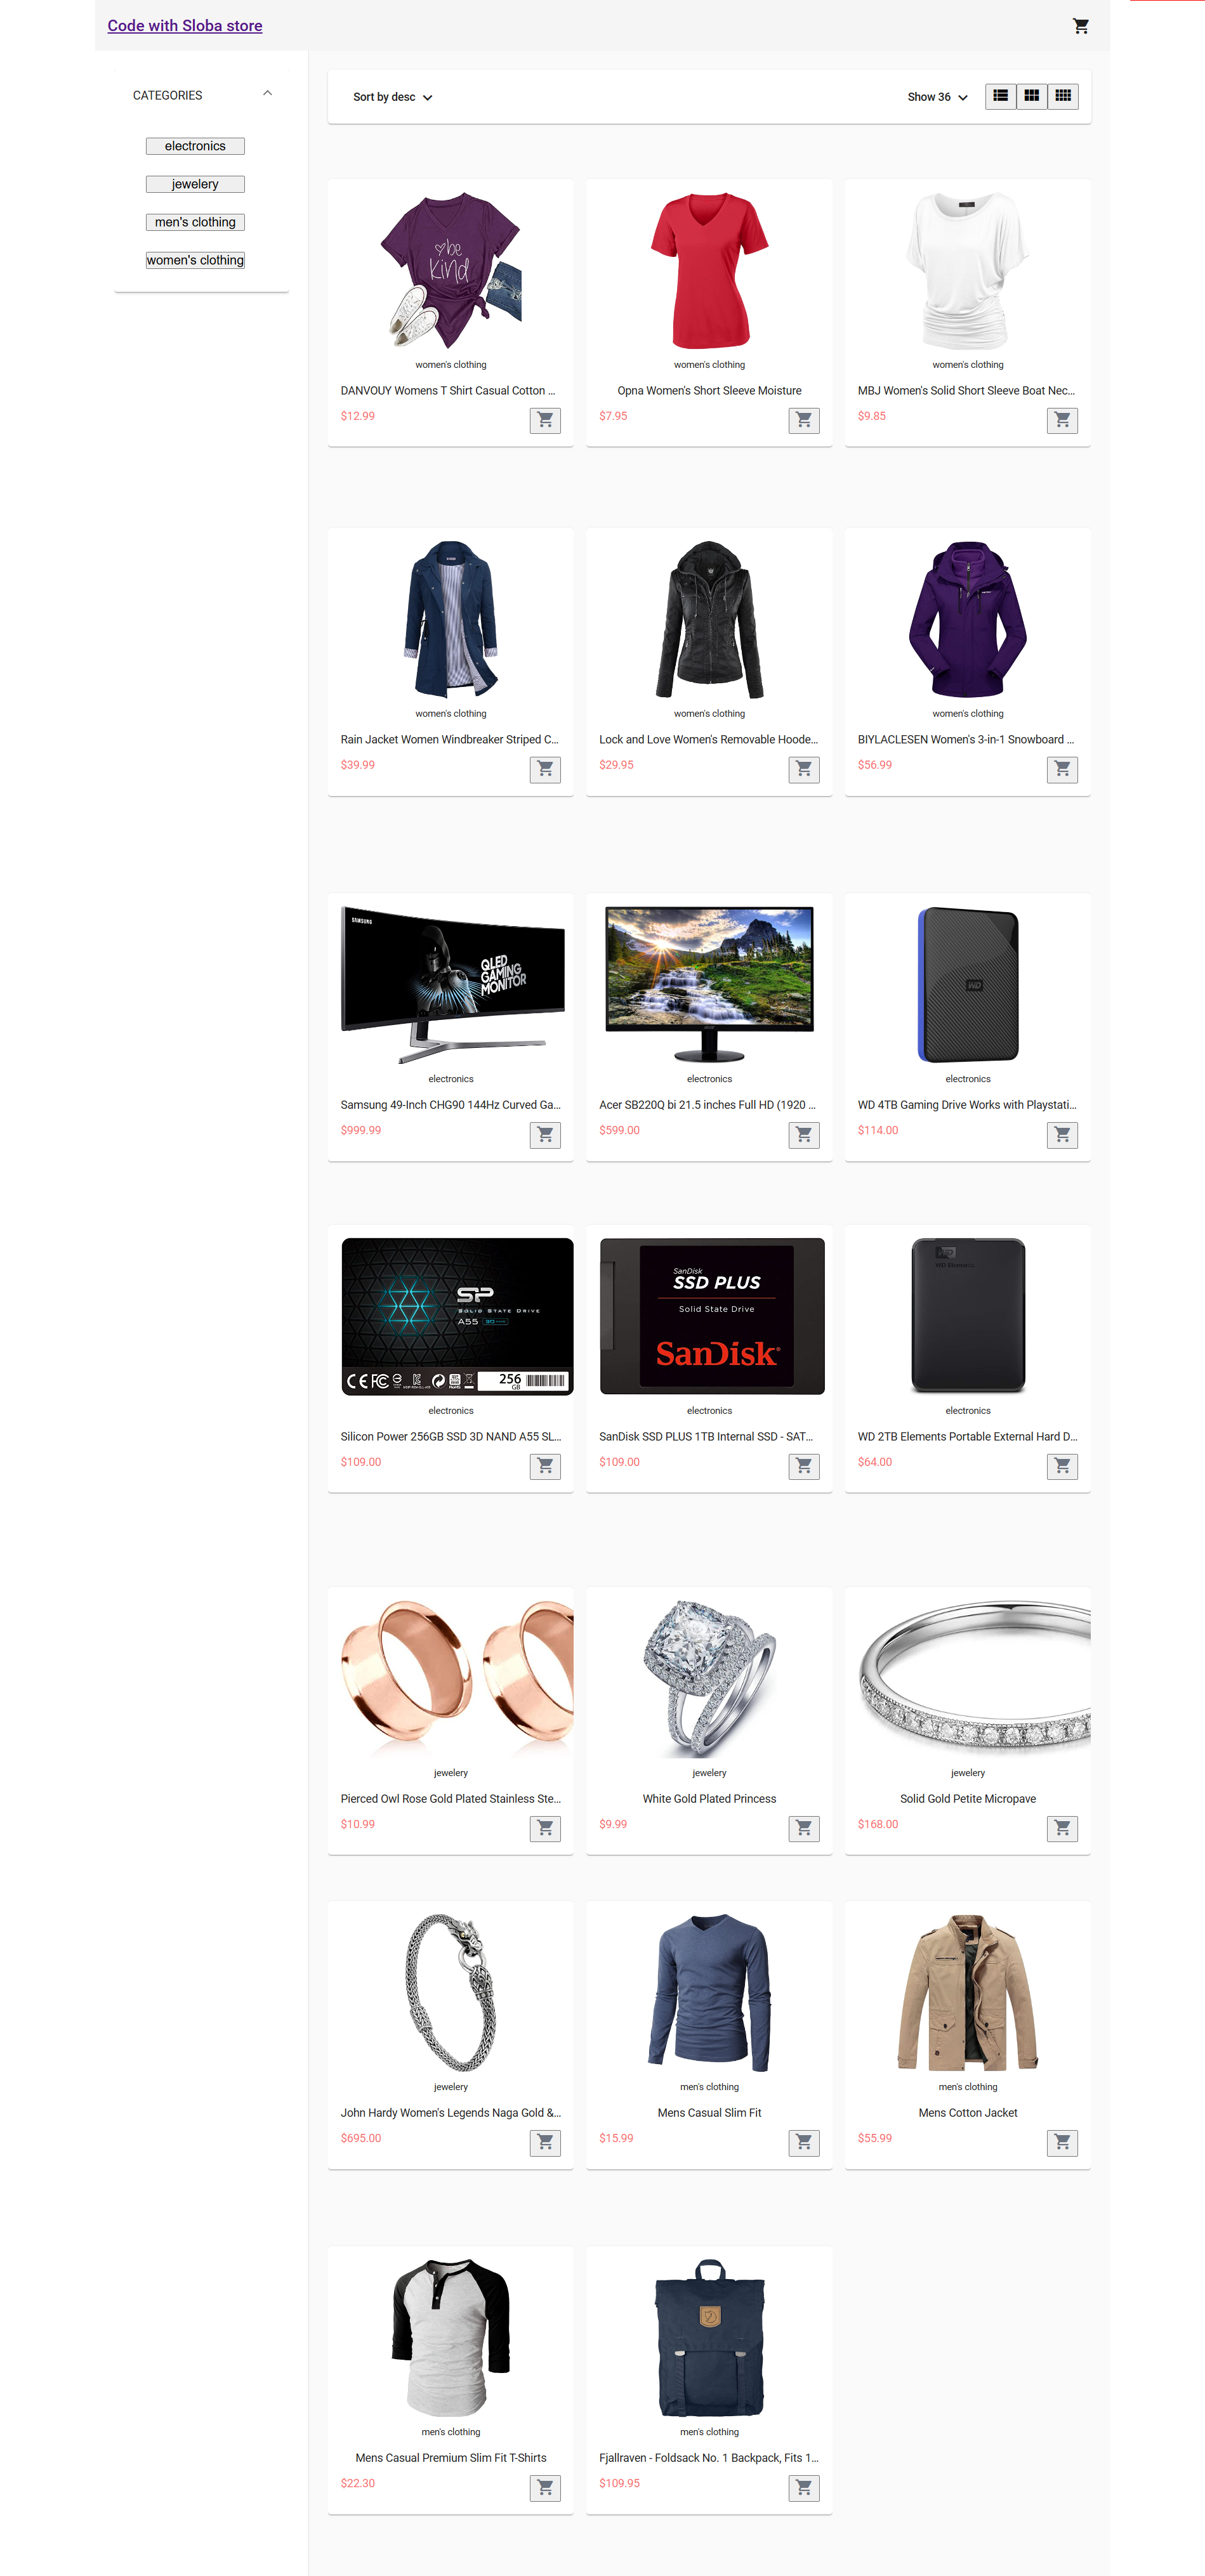 Code with Sloba store
CATEGORIES
electronics
jewelery
men's clothing
women's clothing
Sort by desc
Show 36
be
kind
women's clothing
DANVOUY Womens T Shirt Casual Cotton ...
$12.99
women's clothing
Opna Women's Short Sleeve Moisture
$7.95
women's clothing
MBJ Women's Solid Short Sleeve Boat Nec...
$9.85
women's clothing
Rain Jacket Women Windbreaker Striped C...
$39.99
women's clothing
Lock and Love Women's Removable Hoode...
$29.95
women's clothing
BIYLACLESEN Women's 3-in-1 Snowboard ...
$56.99
SAMSUNG
QLED
GAMING
MONITOR
electronics
Samsung 49-Inch CHG90 144Hz Curved Ga...
$999.99
acer
electronics
Acer SB220Q bi 21.5 inches Full HD (1920 ...
$599.00
WD
electronics
WD 4TB Gaming Drive Works with Playstati...
$114.00
SP
SOLID STATE DRIVE
A55
CE FC
256
GB
electronics
Silicon Power 256GB SSD 3D NAND A55 SL...
$109.00
SanDisk
SSD PLUS
Solid State Drive
SanDisk
electronics
SanDisk SSD PLUS 1TB Internal SSD - SAT...
$109.00
WD
WD Elements
electronics
WD 2TB Elements Portable External Hard D...
$64.00
jewelery
Pierced Owl Rose Gold Plated Stainless Ste...
$10.99
jewelery
White Gold Plated Princess
$9.99
jewelery
Solid Gold Petite Micropave
$168.00
jewelery
John Hardy Women's Legends Naga Gold &...
$695.00
men's clothing
Mens Casual Slim Fit
$15.99
men's clothing
Mens Cotton Jacket
$55.99
men's clothing
Mens Casual Premium Slim Fit T-Shirts
$22.30
men's clothing
Fjallraven - Foldsack No. 1 Backpack, Fits 1...
$109.95